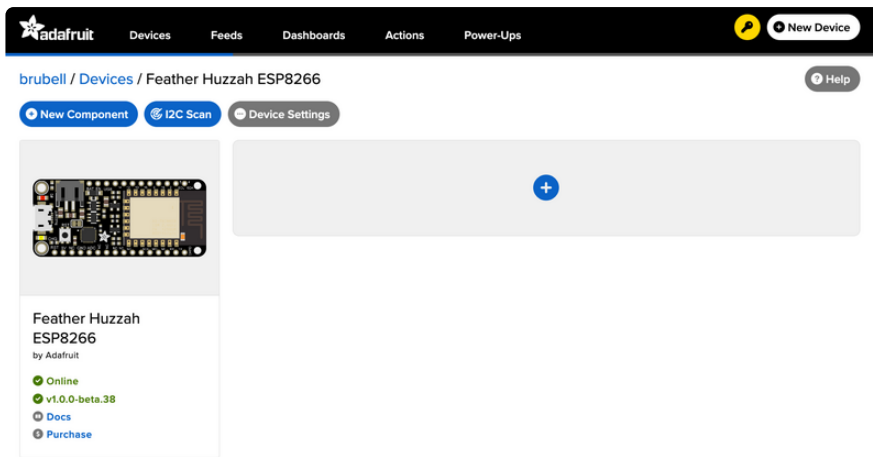 adafruit Devices Feeds Dashboards Actions Power-Ups New Device
brubell / Devices / Feather Huzzah ESP8266 Help
New Component I2C Scan Device Settings
Feather Huzzah
ESP8266
by Adafruit
Online
v1.0.0-beta.38
Docs
Purchase